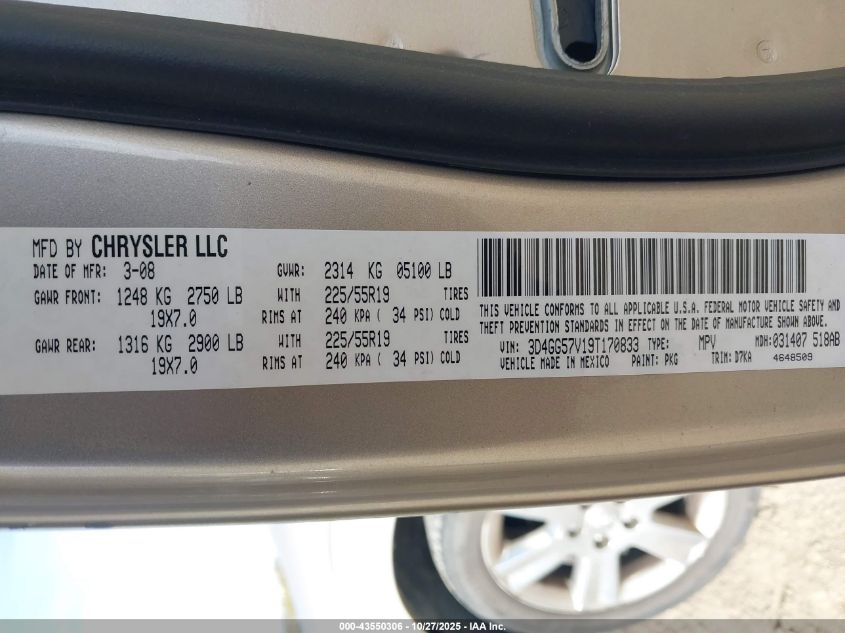 MFD BY CHRYSLER LLC
DATE OF MFR: 3-08 GVWR: 2314 KG 05100 LB
GAWR FRONT: 1248 KG 2750 LB WITH 225/55R19 TIRES
19X7.0 RIMS AT 240 KPA ( 34 PSI) COLD
GAWR REAR: 1316 KG 2900 LB WITH 225/55R19 TIRES
19X7.0 RIMS AT 240 KPA ( 34 PSI) COLD
THIS VEHICLE CONFORMS TO ALL APPLICABLE U.S.A. FEDERAL MOTOR VEHICLE SAFETY AND
THEFT PREVENTION STANDARDS IN EFFECT ON THE DATE OF MANUFACTURE SHOWN ABOVE.
VIN: 3D4GG57V19T170833 TYPE: MPV MDH: 031407 518AB
VEHICLE MADE IN MEXICO PAINT: PKG TRIM: D7KA 4648509
000-43550306 | 10/27/2025 | IAA Inc.